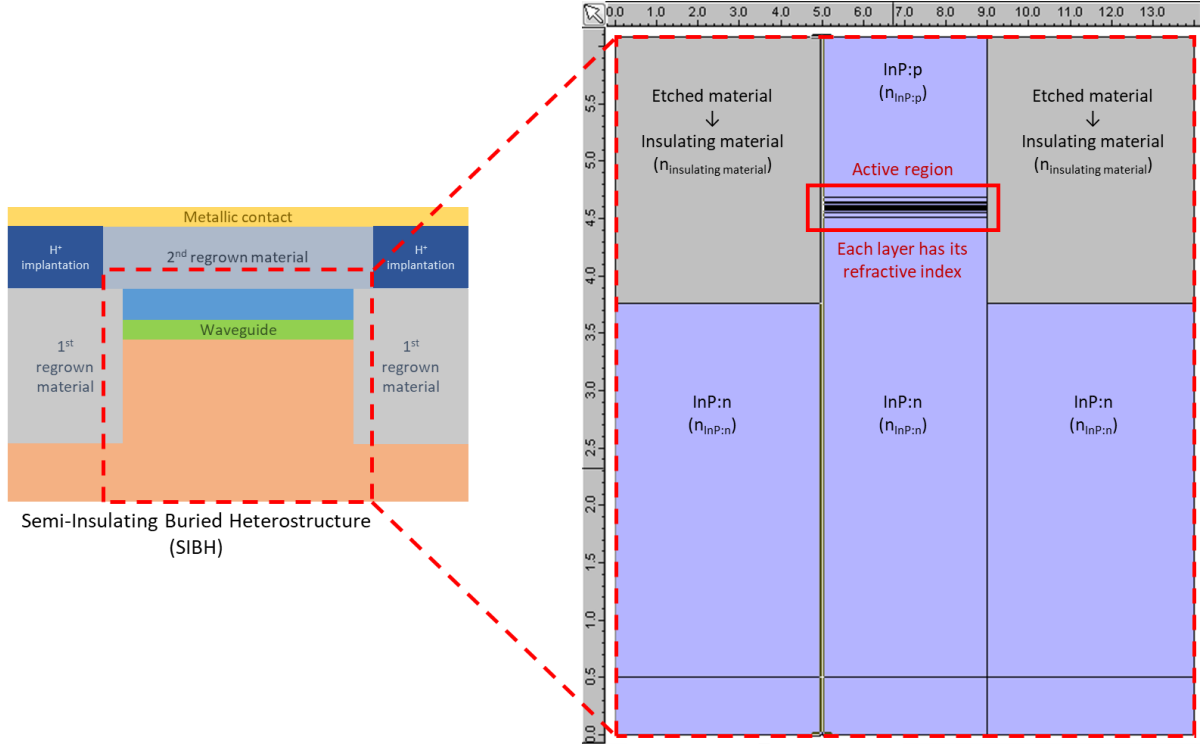 Metallic contact
H+
implantation
2nd regrown material
H+
implantation
Waveguide
1st
regrown
material
1st
regrown
material
Semi-Insulating Buried Heterostructure
(SIBH)
0.0 1.0 2.0 3.0 4.0 5.0 6.0 7.0 8.0 9.0 10.0 11.0 12.0 13.0
5.5
5.0
4.5
4.0
3.5
3.0
2.5
2.0
1.5
1.0
0.5
0.0
Etched material
↓
Insulating material
(ninsulating material)
InP:p
(nInP:p)
Etched material
↓
Insulating material
(ninsulating material)
Active region
Each layer has its
refractive index
InP:n
(nInP:n)
InP:n
(nInP:n)
InP:n
(nInP:n)